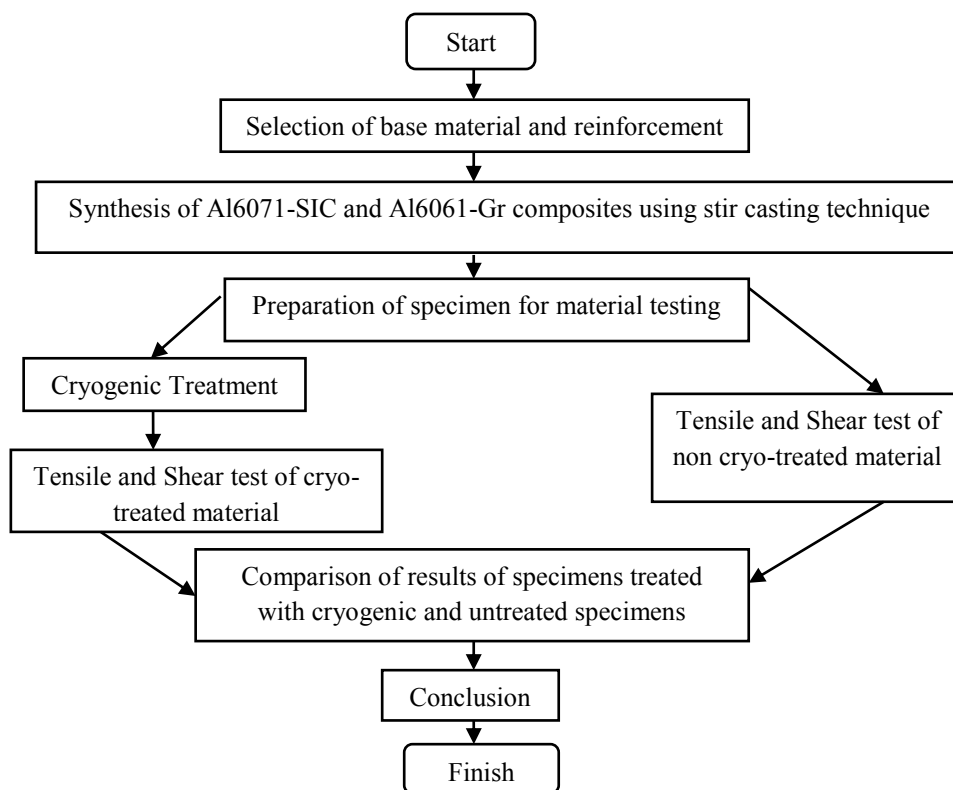 Start
Selection of base material and reinforcement
Synthesis of Al6071-SIC and Al6061-Gr composites using stir casting technique
Preparation of specimen for material testing
Cryogenic Treatment
Tensile and Shear test of cryo-
treated material
Tensile and Shear test of
non cryo-treated material
Comparison of results of specimens treated
with cryogenic and untreated specimens
Conclusion
Finish